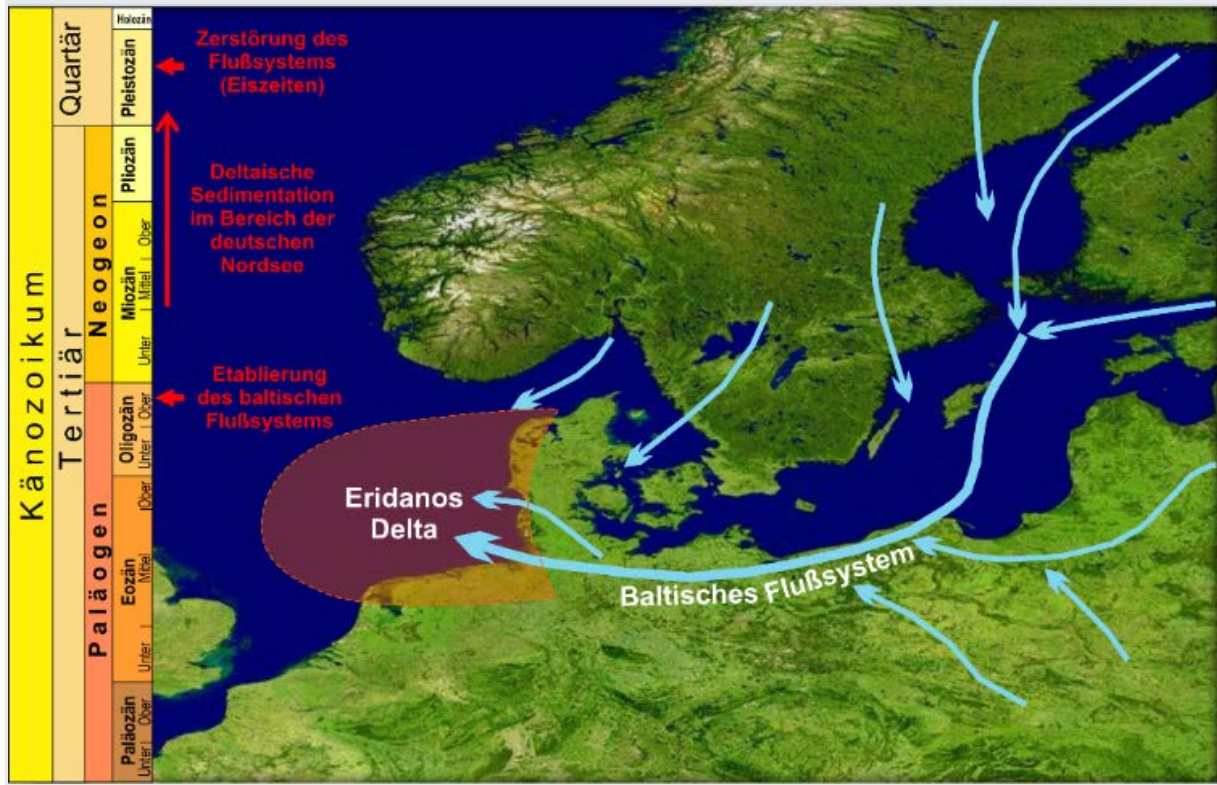 Känozoikum
Quartär
Tertiär
Neogeon
Paläogen
Holozän
Pleistozän
Pliozän
Miozän
Ober
Mittel
Unter
Oligozän
Ober
Unter
Eozän
Ober
Mittel
Unter
Paläozän
Ober
Unter
Zerstörung des
Flußsystems
(Eiszeiten)
Deltaische
Sedimentation
im Bereich der
deutschen
Nordsee
Etablierung
des baltischen
Flußsystems
Eridanos
Delta
Baltisches Flußsystem